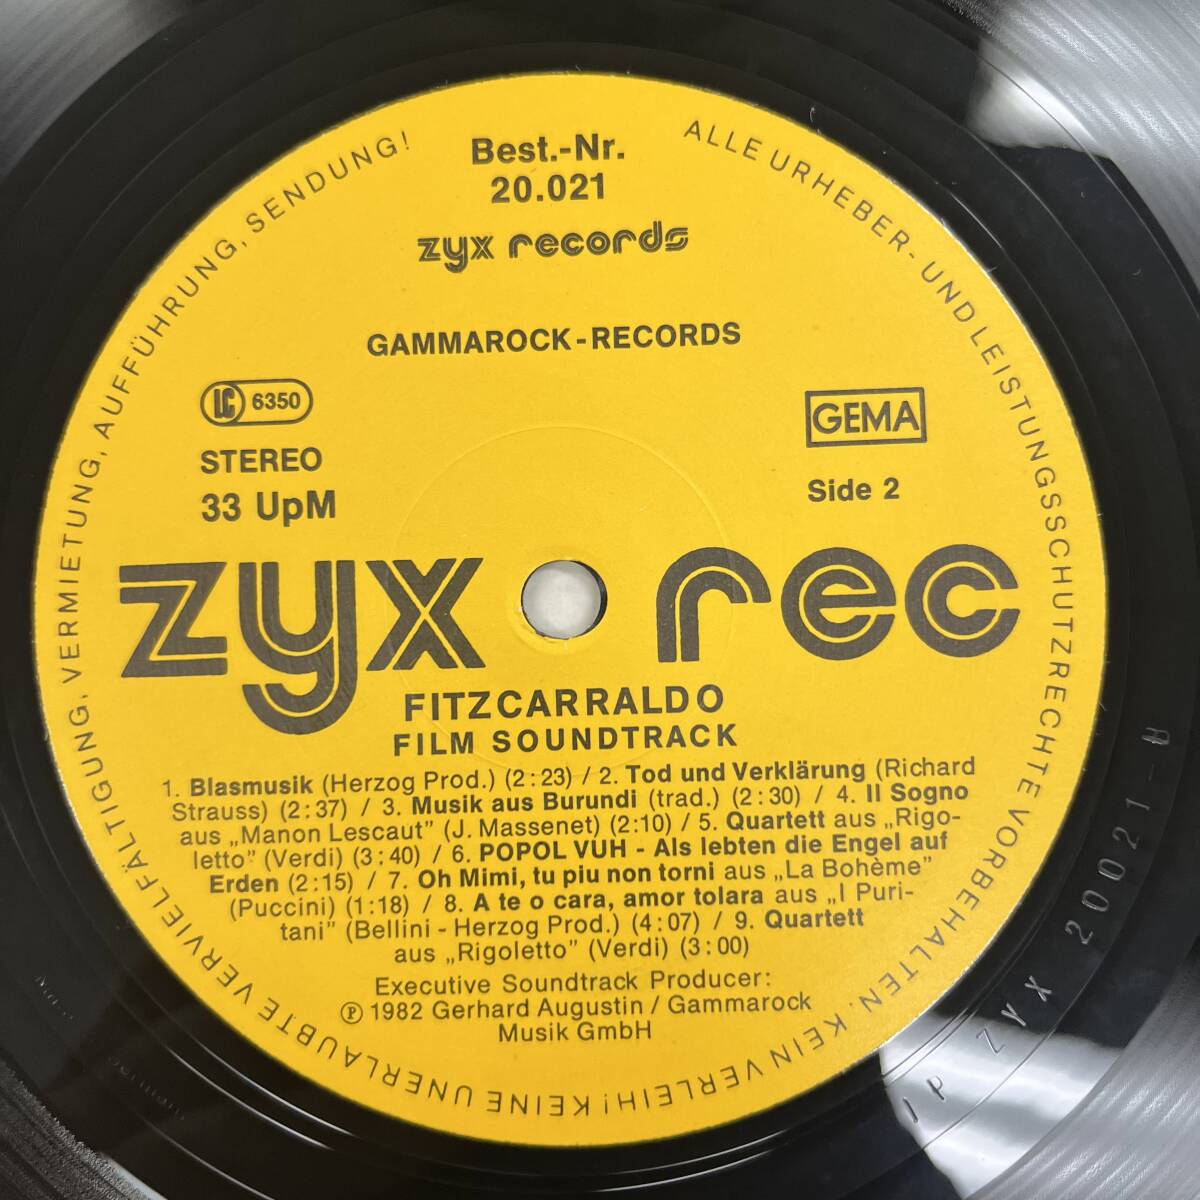 Best.-Nr.
20.021
zyx records
GAMMAROCK-RECORDS
LC 6350
STEREO
33 UpM
GEMA
Side 2
zyx rec
FITZCARRALDO
FILM SOUNDTRACK
1. Blasmusik (Herzog Prod.) (2:23) / 2. Tod und Verklärung (Richard
Strauss) (2:37) / 3. Musik aus Burundi (trad.) (2:30) / 4. Il Sogno
aus „Manon Lescaut" (J. Massenet) (2:10) / 5. Quartett aus „Rigo-
letto" (Verdi) (3:40) / 6. POPOL VUH - Als lebten die Engel auf
Erden (2:15) / 7. Oh Mimi, tu piu non torni aus „La Bohème"
(Puccini) (1:18) / 8. A te o cara, amor tolara aus „I Puri-
tani" (Bellini - Herzog Prod.) (4:07) / 9. Quartett
aus „Rigoletto" (Verdi) (3:00)
Executive Soundtrack Producer:
℗ 1982 Gerhard Augustin / Gammarock
Musik GmbH
ALLE URHEBER- UND LEISTUNGSSCHUTZRECHTE VORBEHALTEN. KEIN VERLEIH! KEINE UNERLAUBTE VERVIELFÄLTIGUNG, VERMIETUNG, AUFFÜHRUNG, SENDUNG!
ZYX 20021-B